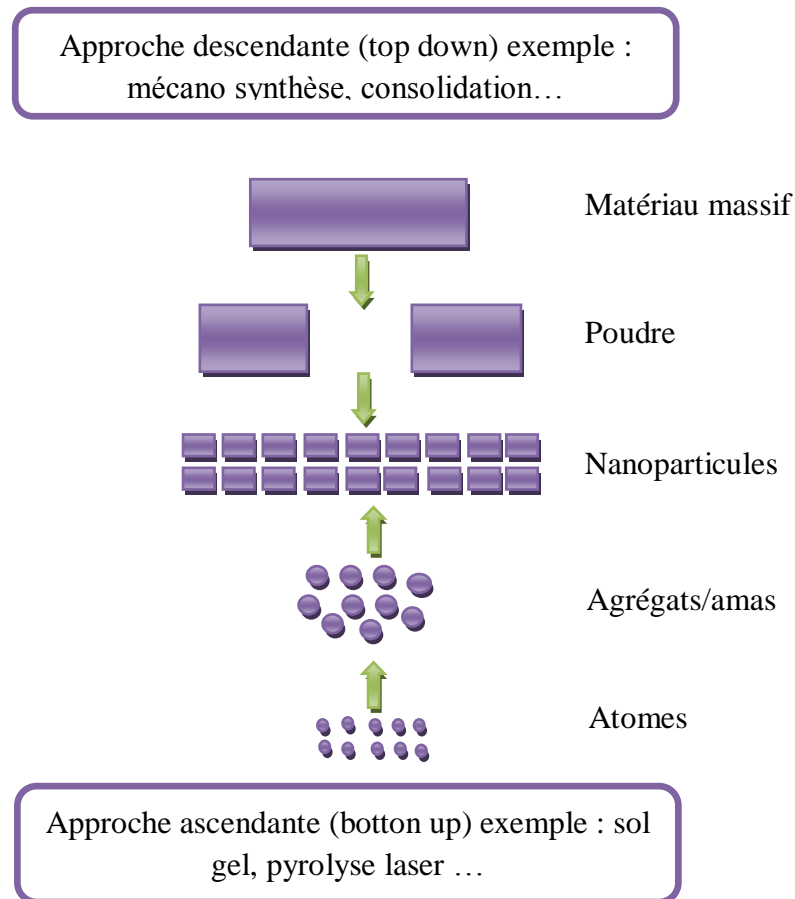 Approche descendante (top down) exemple :
mécano synthèse, consolidation…
Matériau massif
Poudre
Nanoparticules
Agrégats/amas
Atomes
Approche ascendante (botton up) exemple : sol
gel, pyrolyse laser …